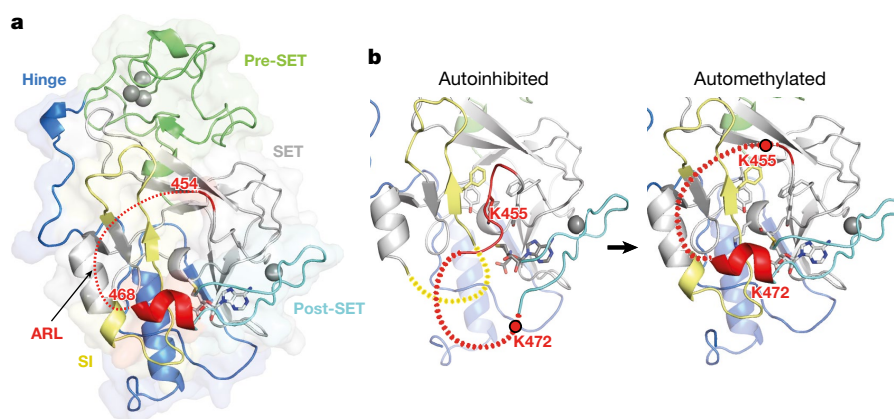 a
Hinge
Pre-SET
SET
454
468
ARL
SI
Post-SET
b
Autoinhibited
K455
K472
Automethylated
K455
K472